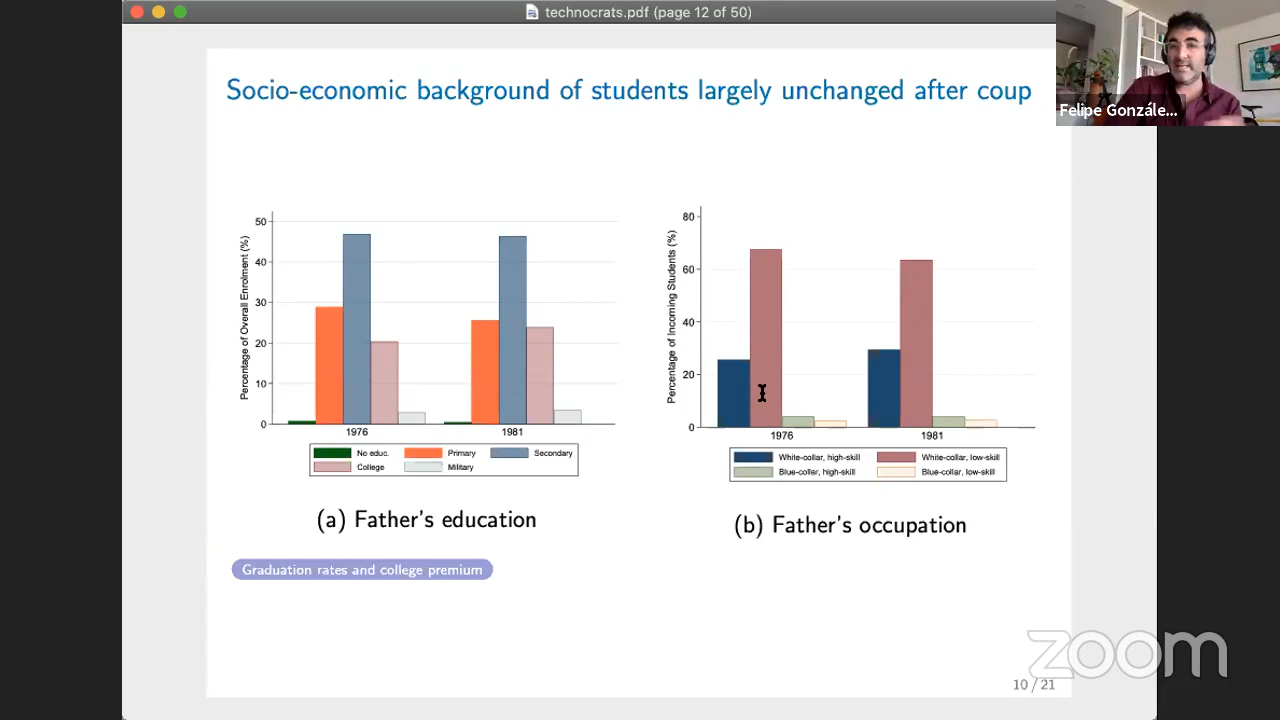 technocrats.pdf (page 12 of 50)
Felipe Gonzále...
Socio-economic background of students largely unchanged after coup
Percentage of Overall Enrolment (%)
50
40
30
20
10
0
1976
1981
No educ.
Primary
Secondary
College
Military
(a) Father's education
Percentage of Incoming Students (%)
80
60
40
20
0
1976
1981
White-collar, high-skill
White-collar, low-skill
Blue-collar, high-skill
Blue-collar, low-skill
(b) Father's occupation
Graduation rates and college premium
zoom
10 / 21